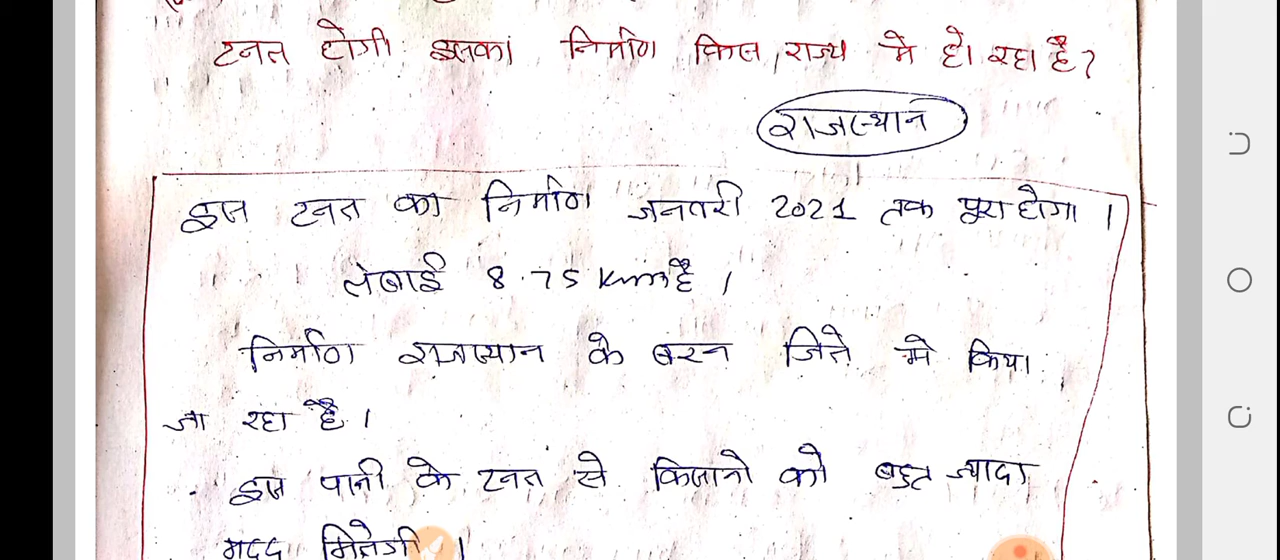 टनल होगी इसका निर्माण किस राज्य मे हो रहा है?
राजस्थान
इस टनल का निर्माण जनवरी 2021 तक पूरा होगा।
लंबाई 8.75 km है।
निर्माण राजस्थान के बरन जिले मे किया
जा रहा है।
इस पानी के टनल से किसानो को बहुत ज्यादा
मदद मिलेगी।